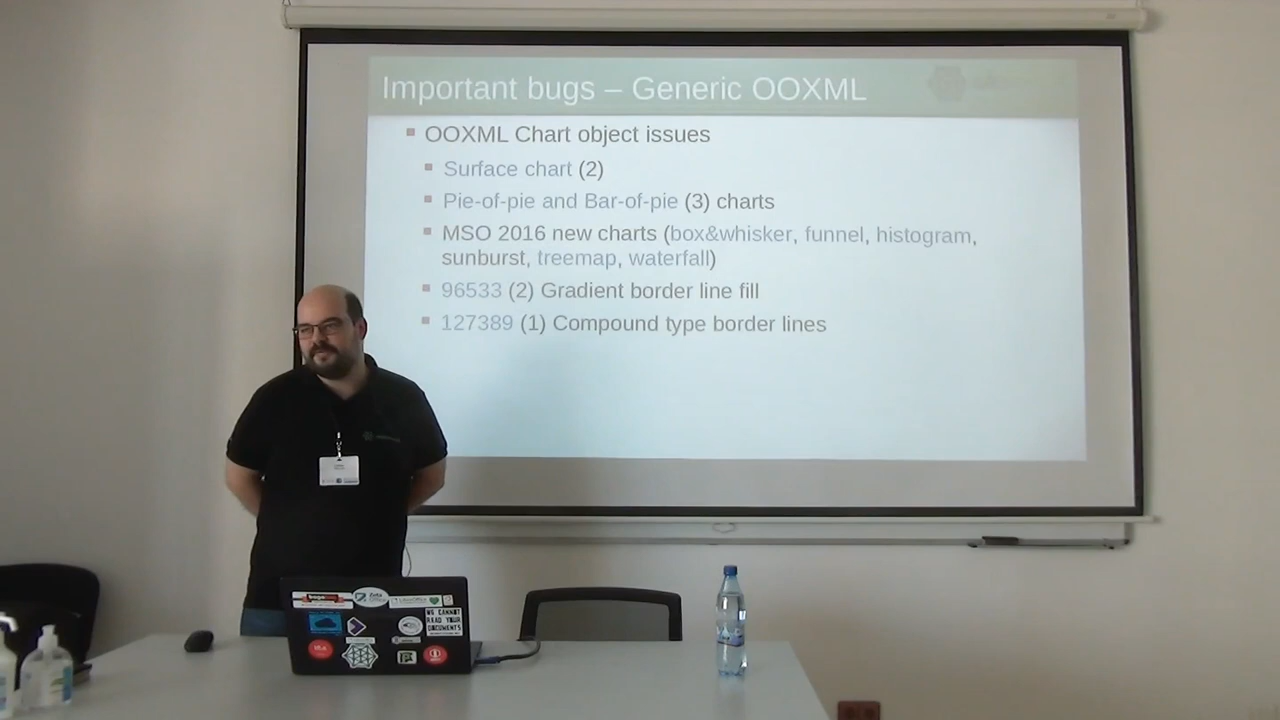 Important bugs – Generic OOXML
OOXML Chart object issues
Surface chart (2)
Pie-of-pie and Bar-of-pie (3) charts
MSO 2016 new charts (box&whisker, funnel, histogram,
sunburst, treemap, waterfall)
96533 (2) Gradient border line fill
127389 (1) Compound type border lines
LibreOffice
WE CANNOT
READ YOUR
DOCUMENTS